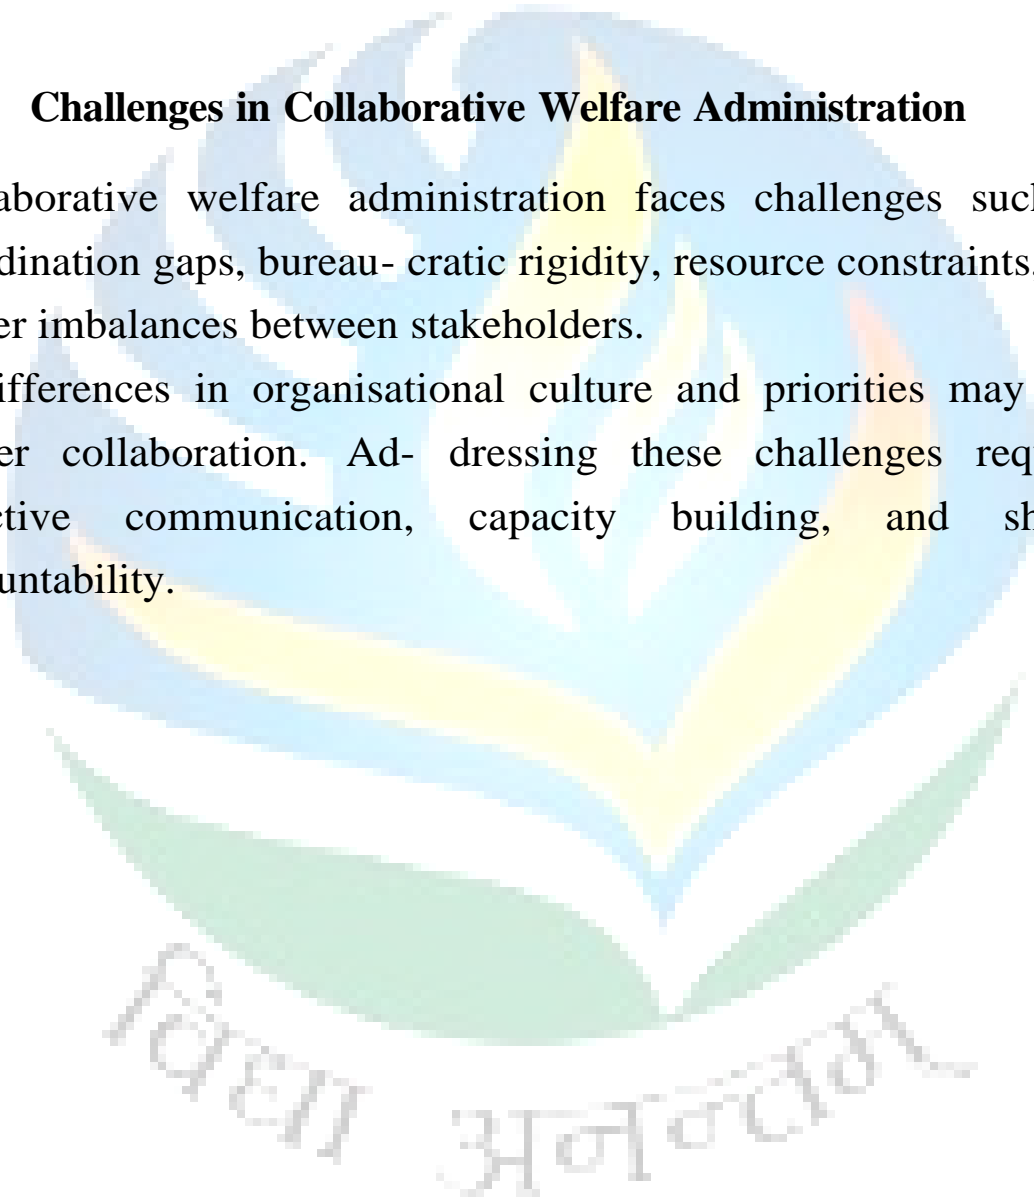 Challenges in Collaborative Welfare Administration
aborative welfare administration faces challenges such
dination gaps, bureau- cratic rigidity, resource constraints,
er imbalances between stakeholders.
ifferences in organisational culture and priorities may
er collaboration. Ad- dressing these challenges req
ctive communication, capacity building, and sh
untability.
विद्या अनन्तम्